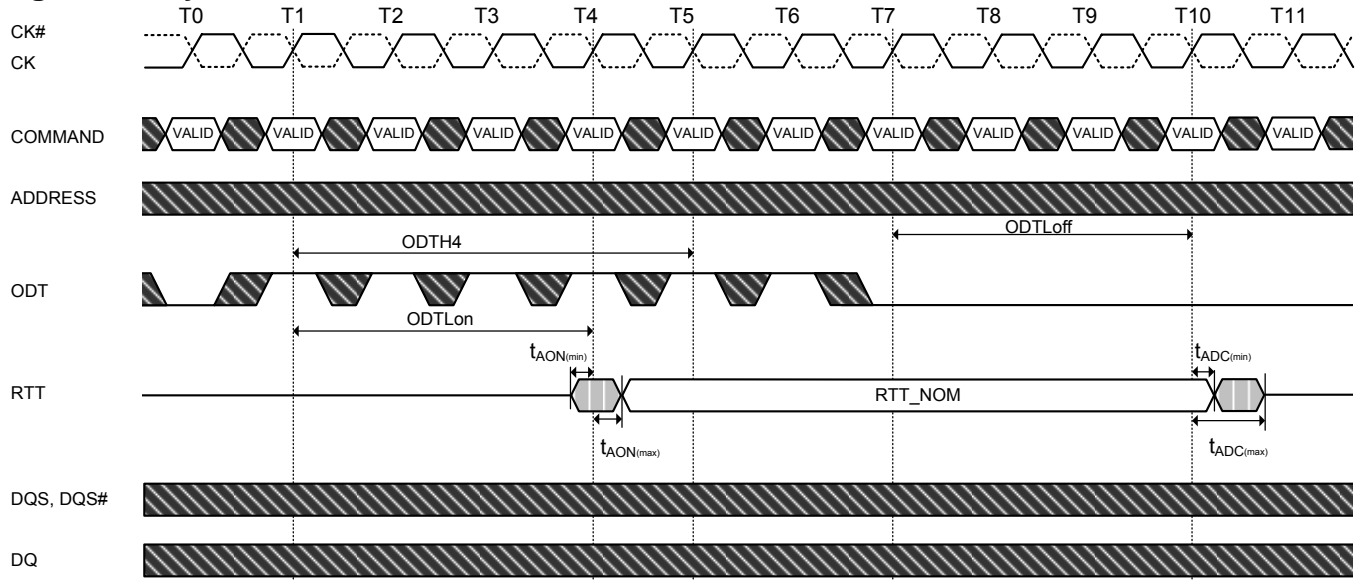 T0 T1 T2 T3 T4 T5 T6 T7 T8 T9 T10 T11
CK#
CK
COMMAND VALID VALID VALID VALID VALID VALID VALID VALID VALID VALID VALID
ADDRESS
ODTLoff
ODTH4
ODT
ODTLon
tAON(min) tADC(min)
RTT RTT_NOM
tAON(max) tADC(max)
DQS, DQS#
DQ